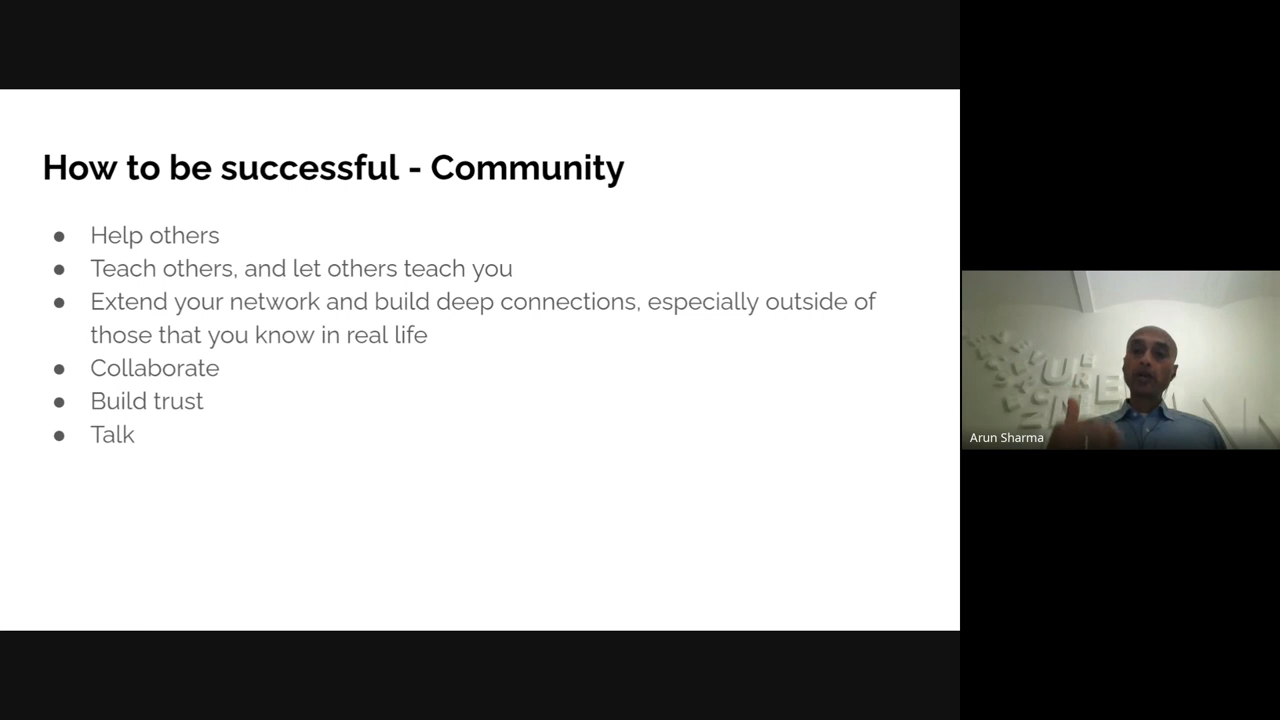 How to be successful - Community
● Help others
● Teach others, and let others teach you
● Extend your network and build deep connections, especially outside of
those that you know in real life
● Collaborate
● Build trust
● Talk
Arun Sharma